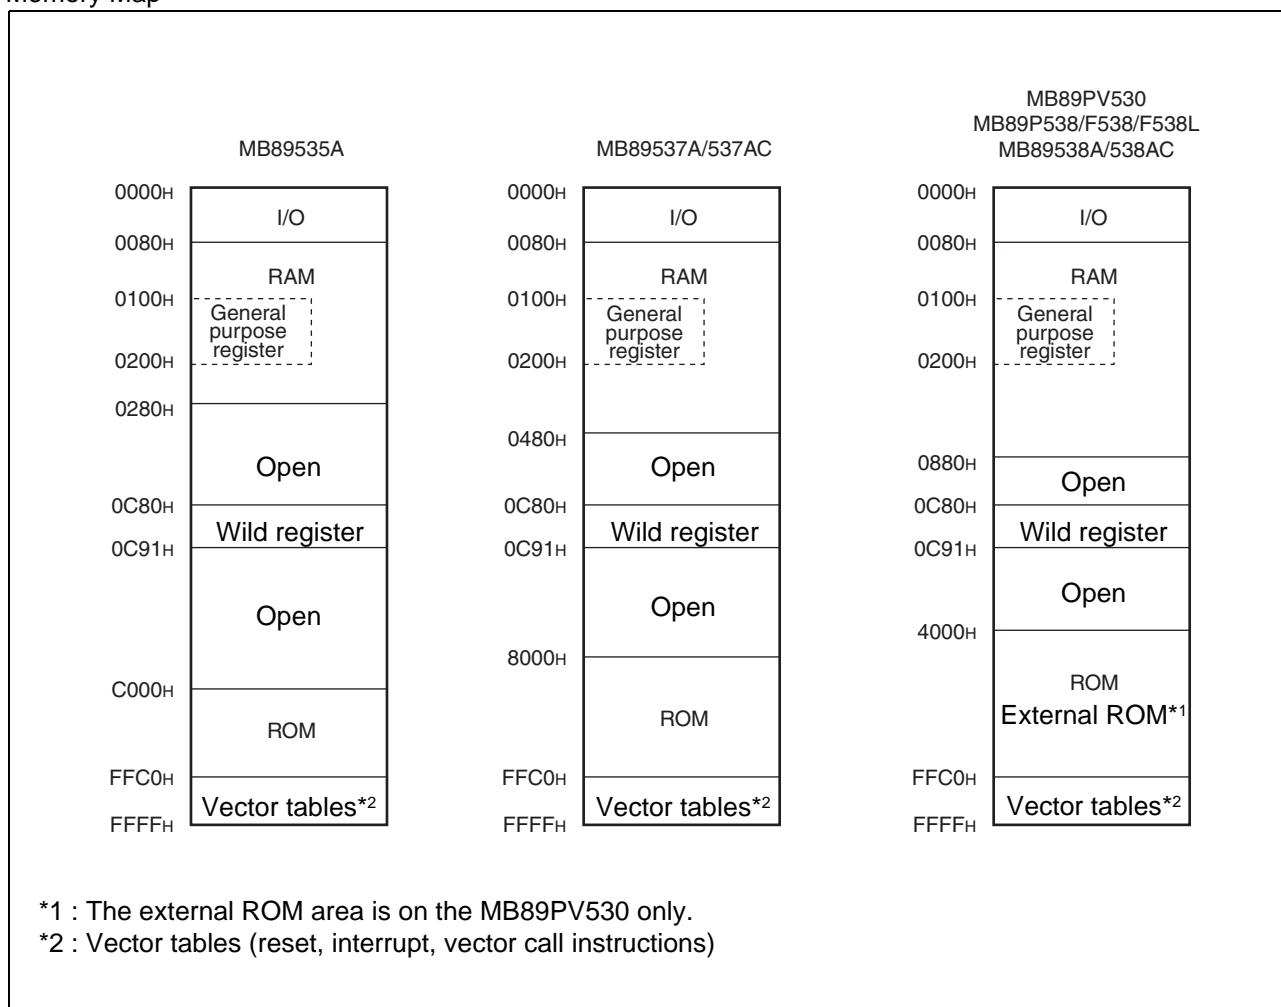 Memory Map
MB89535A
0000H
I/O
0080H
RAM
0100H
General
purpose
register
0200H
0280H
Open
0C80H
Wild register
0C91H
Open
C000H
ROM
FFC0H
Vector tables*2
FFFFH
MB89537A/537AC
0000H
I/O
0080H
RAM
0100H
General
purpose
register
0200H
0480H
Open
0C80H
Wild register
0C91H
Open
8000H
ROM
FFC0H
Vector tables*2
FFFFH
MB89PV530
MB89P538/F538/F538L
MB89538A/538AC
0000H
I/O
0080H
RAM
0100H
General
purpose
register
0200H
0880H
Open
0C80H
Wild register
0C91H
Open
4000H
ROM
External ROM*1
FFC0H
Vector tables*2
FFFFH
*1 : The external ROM area is on the MB89PV530 only.
*2 : Vector tables (reset, interrupt, vector call instructions)